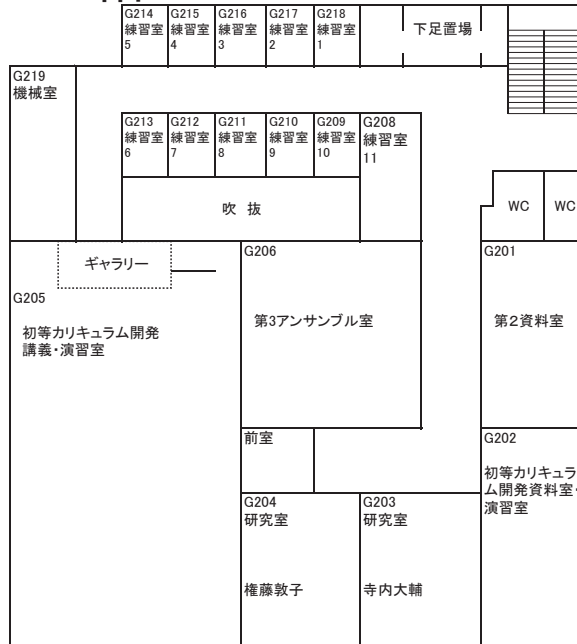 G214
練習室
5
G215
練習室
4
G216
練習室
3
G217
練習室
2
G218
練習室
1
下足置場
G219
機械室
G213
練習室
6
G212
練習室
7
G211
練習室
8
G210
練習室
9
G209
練習室
10
G208
練習室
11
吹 抜
WC
WC
ギャラリー
G205
初等カリキュラム開発
講義・演習室
G206
第3アンサンブル室
G201
第2資料室
前室
G202
初等カリキュラ
ム開発資料室・
演習室
G204
研究室
権藤敦子
G203
研究室
寺内大輔